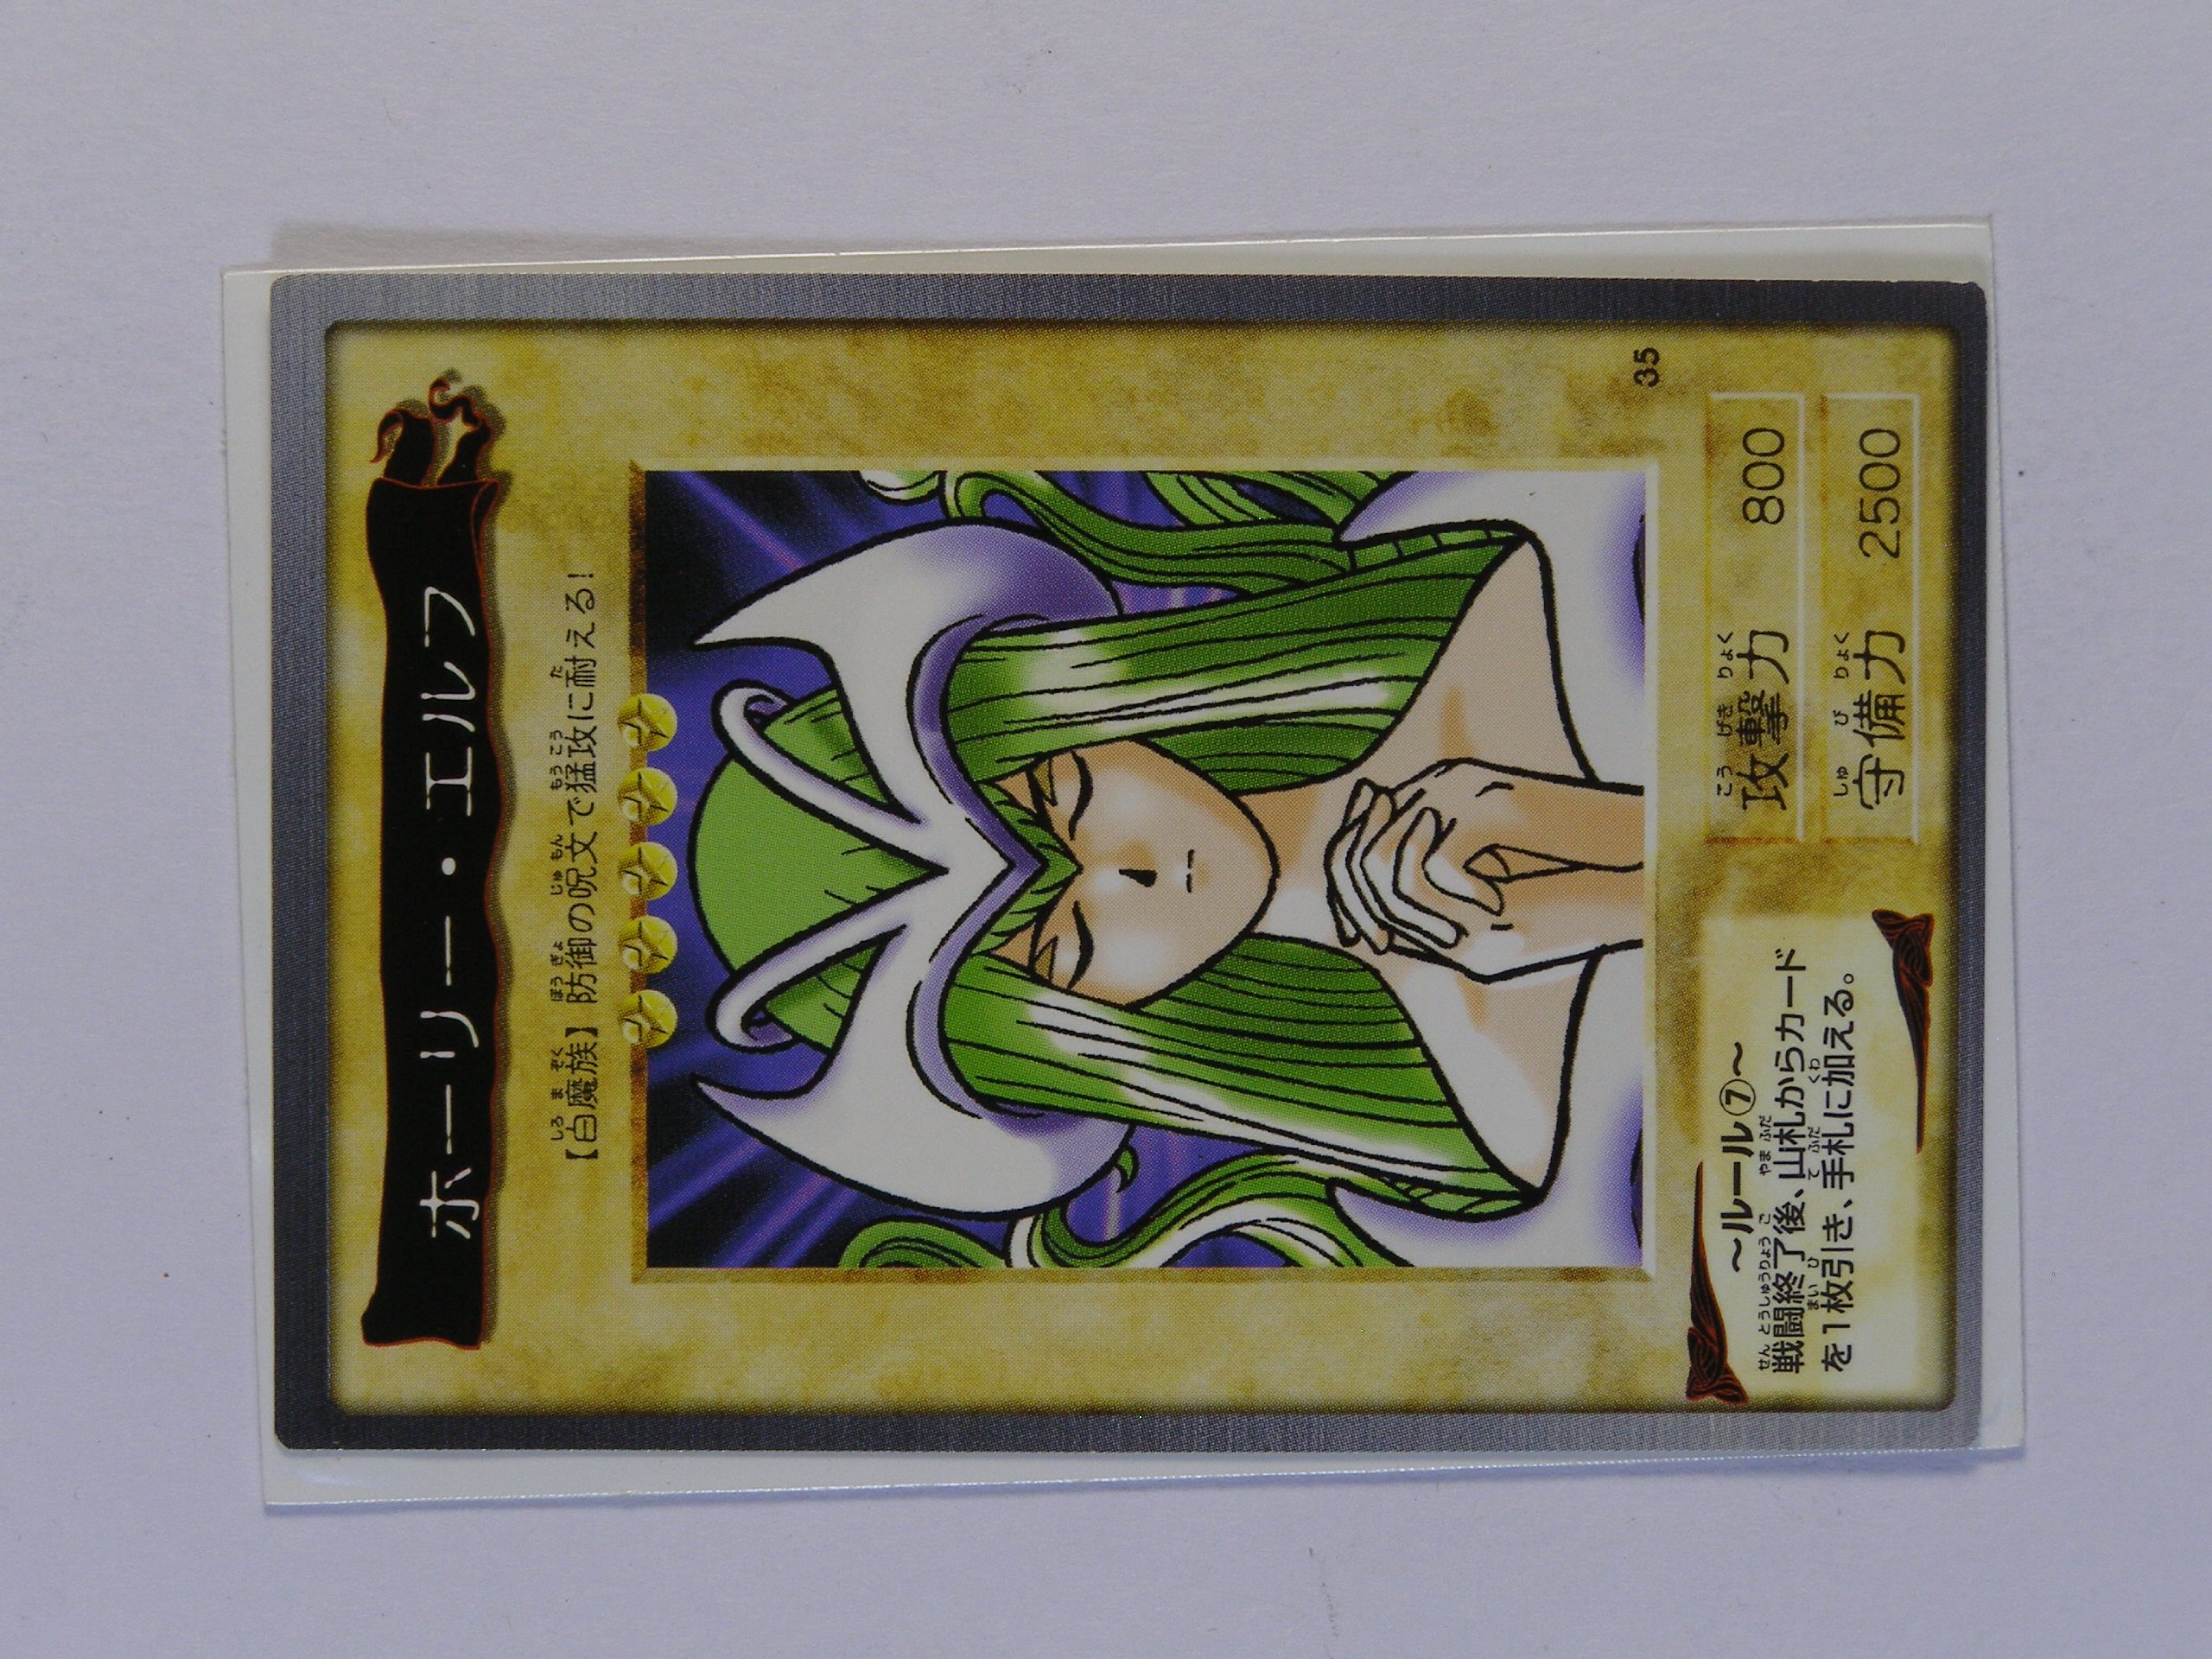 ホーリー・エルフ
【白魔族】防御の呪文で猛攻に耐える!
35
~ルール⑦~
戦闘終了後、山札からカード
を1枚引き、手札に加える。
攻撃力 800
守備力 2500